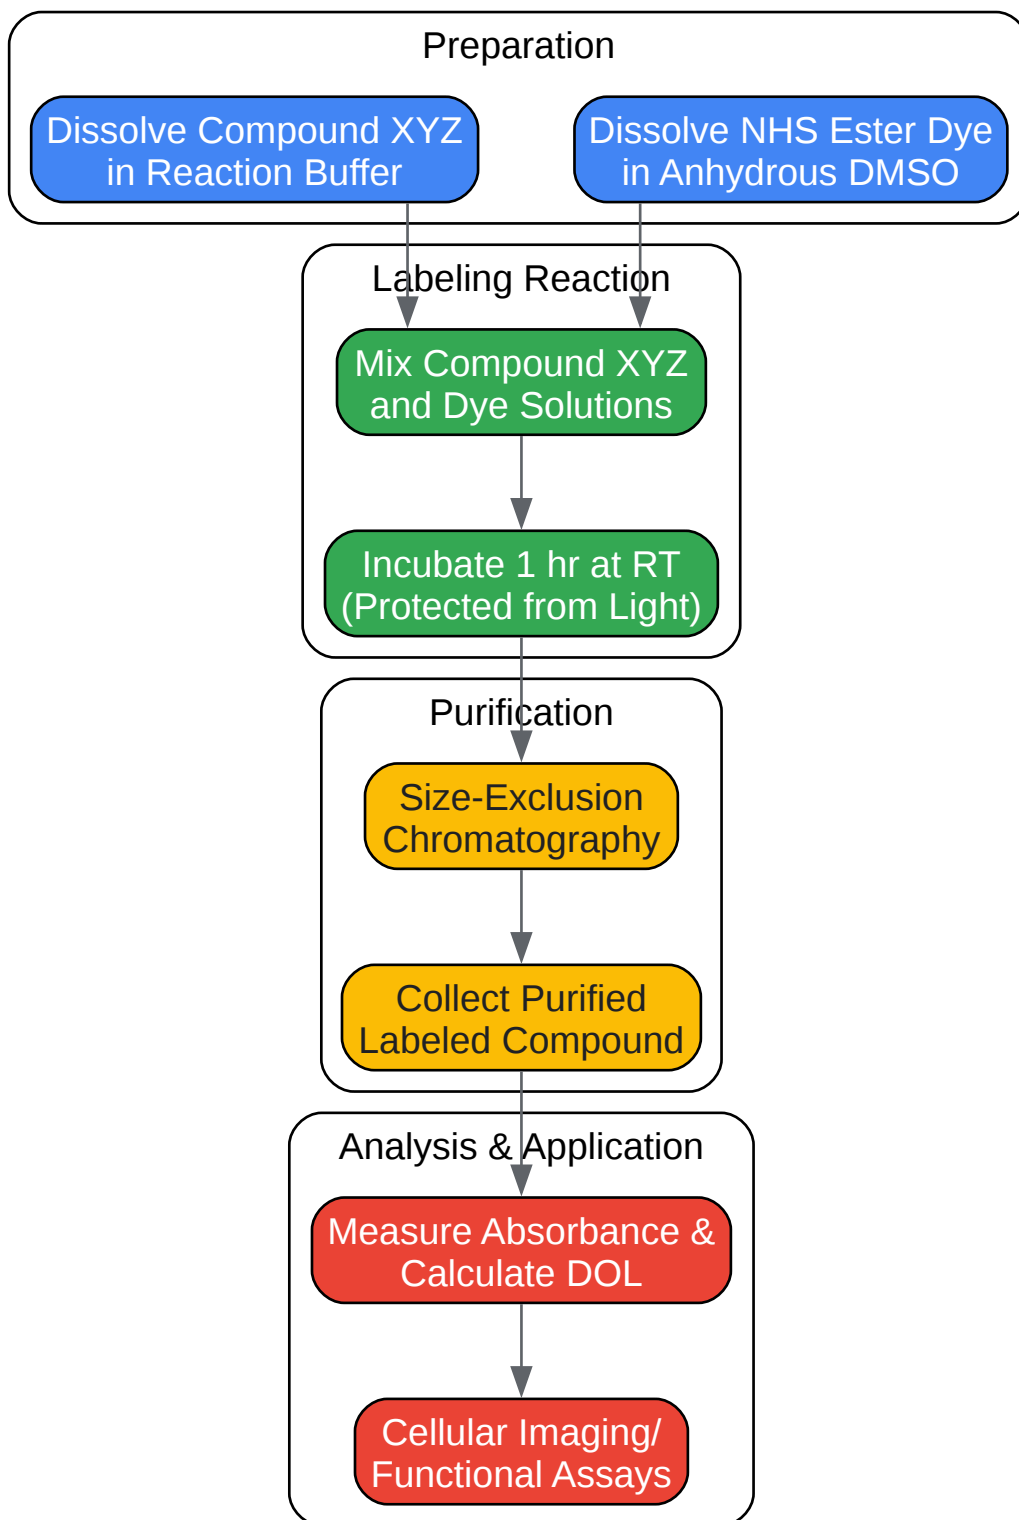 Preparation
Dissolve Compound XYZ
in Reaction Buffer
Dissolve NHS Ester Dye
in Anhydrous DMSO
Labeling Reaction
Mix Compound XYZ
and Dye Solutions
Incubate 1 hr at RT
(Protected from Light)
Purification
Size-Exclusion
Chromatography
Collect Purified
Labeled Compound
Analysis & Application
Measure Absorbance &
Calculate DOL
Cellular Imaging/
Functional Assays